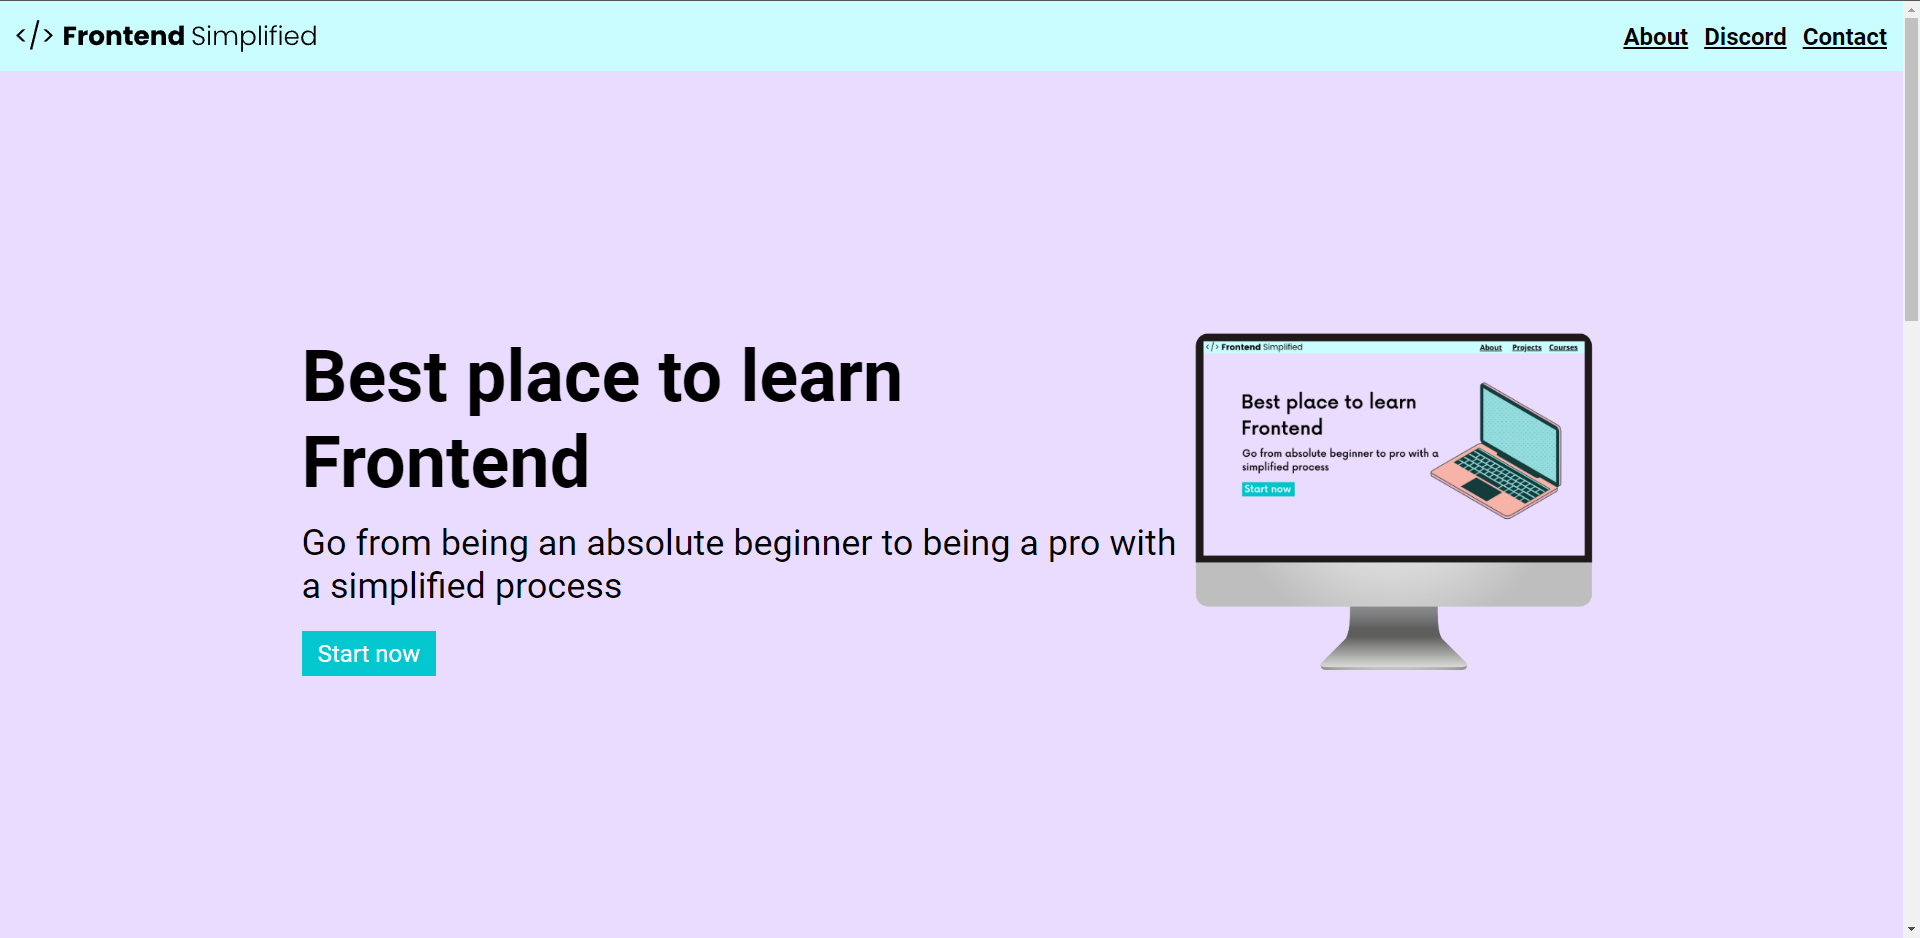 </> Frontend Simplified
About Discord Contact
Best place to learn
Frontend
Go from being an absolute beginner to being a pro with
a simplified process
Start now
</> Frontend Simplified
About Projects Courses
Best place to learn
Frontend
Go from absolute beginner to pro with a
simplified process
Start now